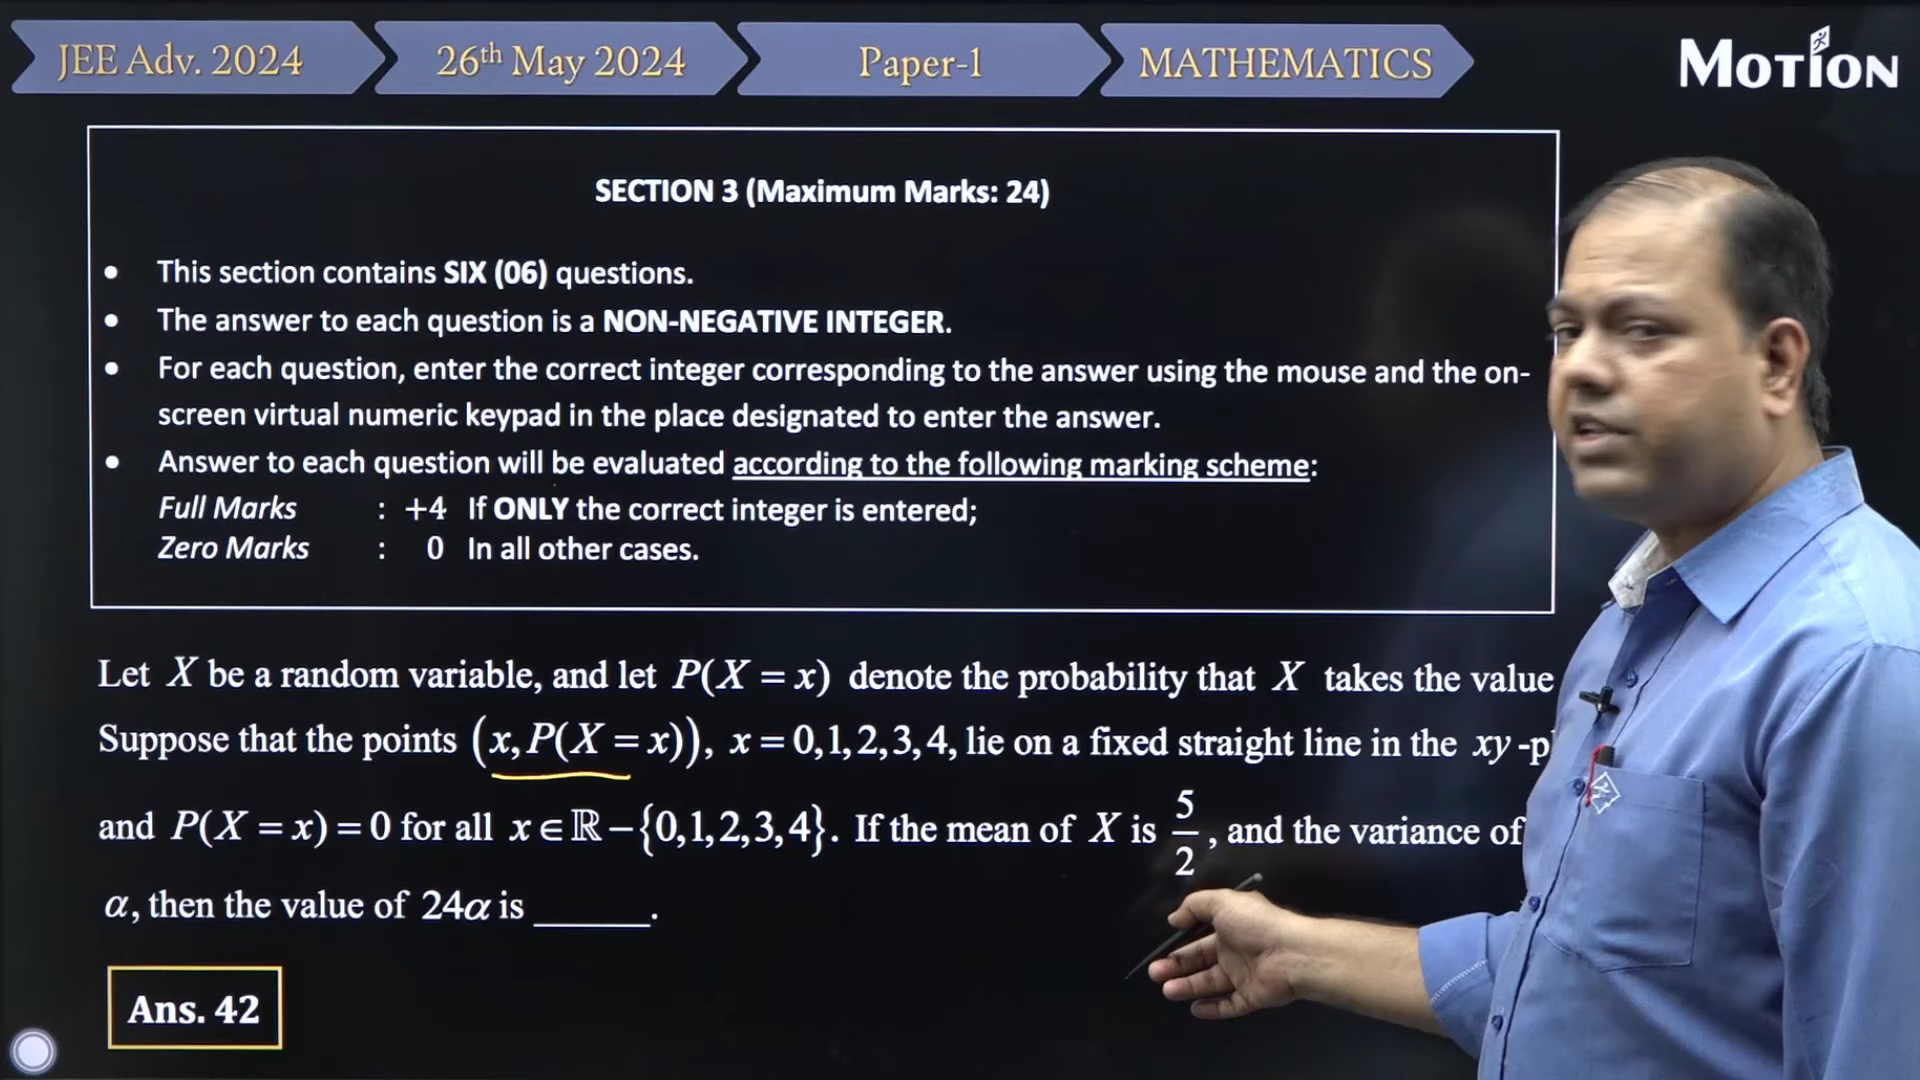 JEE Adv. 2024
26th May 2024
Paper-1
MATHEMATICS
MOTION
SECTION 3 (Maximum Marks: 24)
• This section contains SIX (06) questions.
• The answer to each question is a NON-NEGATIVE INTEGER.
• For each question, enter the correct integer corresponding to the answer using the mouse and the on-
screen virtual numeric keypad in the place designated to enter the answer.
• Answer to each question will be evaluated according to the following marking scheme:
Full Marks : +4 If ONLY the correct integer is entered;
Zero Marks : 0 In all other cases.
Let X be a random variable, and let P(X = x) denote the probability that X takes the value
Suppose that the points (x, P(X = x)), x = 0,1,2,3,4, lie on a fixed straight line in the xy-p
and P(X = x) = 0 for all x ∈ ℝ − {0,1,2,3,4}. If the mean of X is 5/2, and the variance of
α, then the value of 24α is ______.
Ans. 42